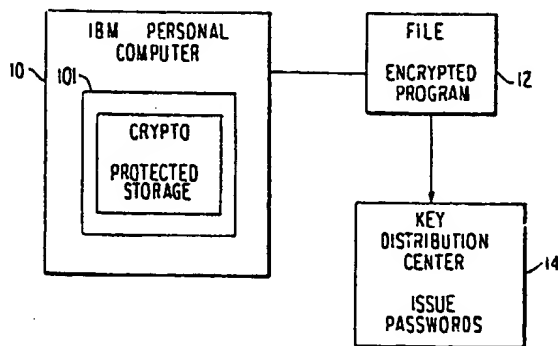 IBM PERSONAL
COMPUTER
10
101
CRYPTO
PROTECTED
STORAGE
FILE
ENCRYPTED
PROGRAM
12
KEY
DISTRIBUTION
CENTER
ISSUE
PASSWORDS
14